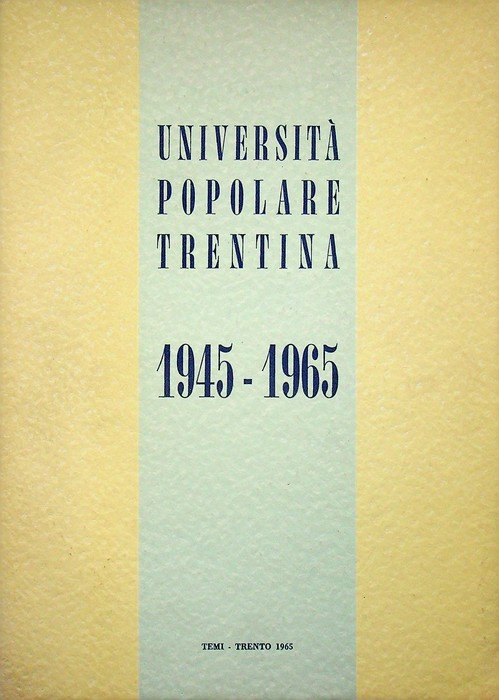 UNIVERSITÀ
POPOLARE
TRENTINA
1945 - 1965
TEMI - TRENTO 1965